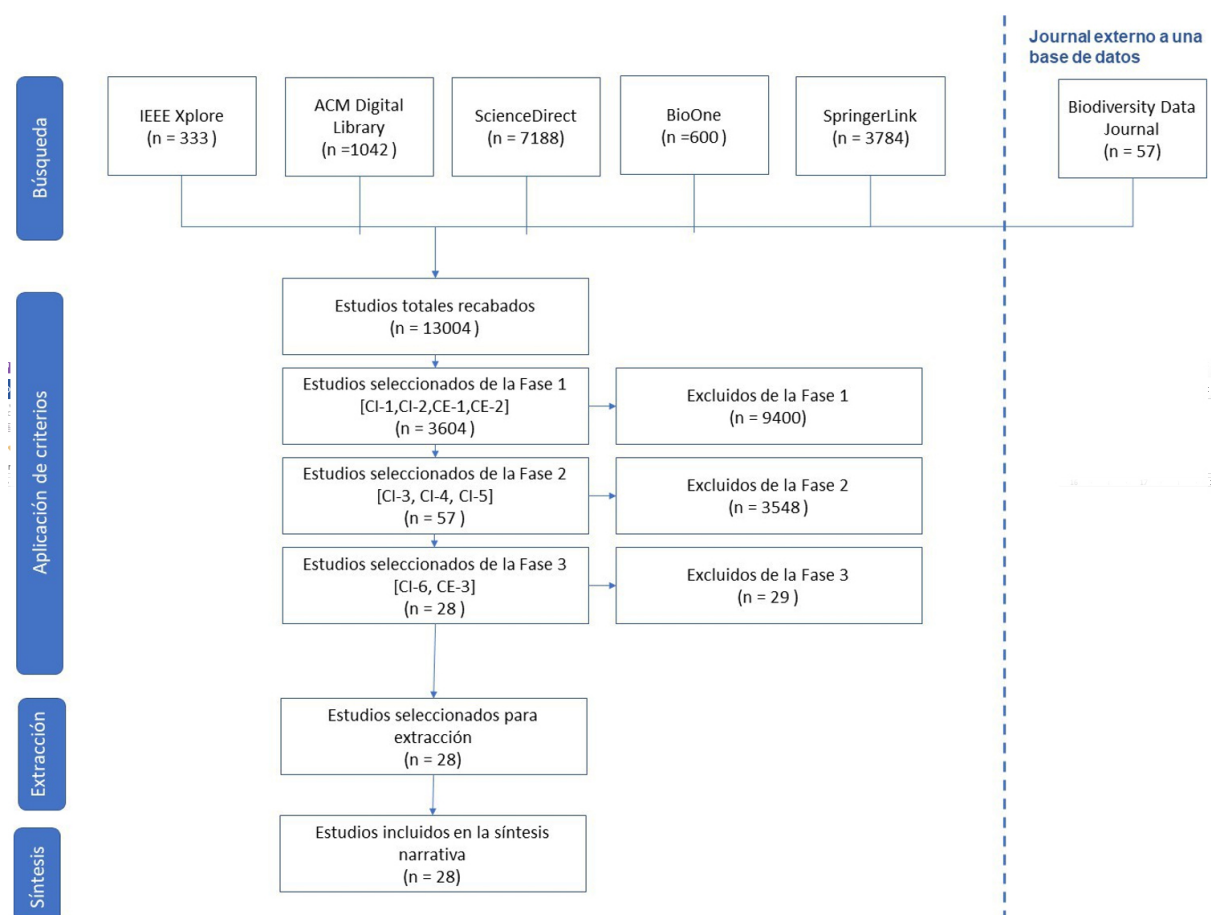 Journal externo a una
base de datos
Búsqueda
IEEE Xplore
(n = 333 )
ACM Digital
Library
(n =1042 )
ScienceDirect
(n = 7188)
BioOne
(n =600 )
SpringerLink
(n = 3784)
Biodiversity Data
Journal
(n = 57)
Aplicación de criterios
Estudios totales recabados
(n = 13004 )
Estudios seleccionados de la Fase 1
[CI-1,CI-2,CE-1,CE-2]
(n = 3604 )
Excluidos de la Fase 1
(n = 9400)
Estudios seleccionados de la Fase 2
[CI-3, CI-4, CI-5]
(n = 57 )
Excluidos de la Fase 2
(n = 3548 )
Estudios seleccionados de la Fase 3
[CI-6, CE-3]
(n = 28 )
Excluidos de la Fase 3
(n = 29 )
Extracción
Estudios seleccionados para
extracción
(n = 28)
Síntesis
Estudios incluidos en la síntesis
narrativa
(n = 28)